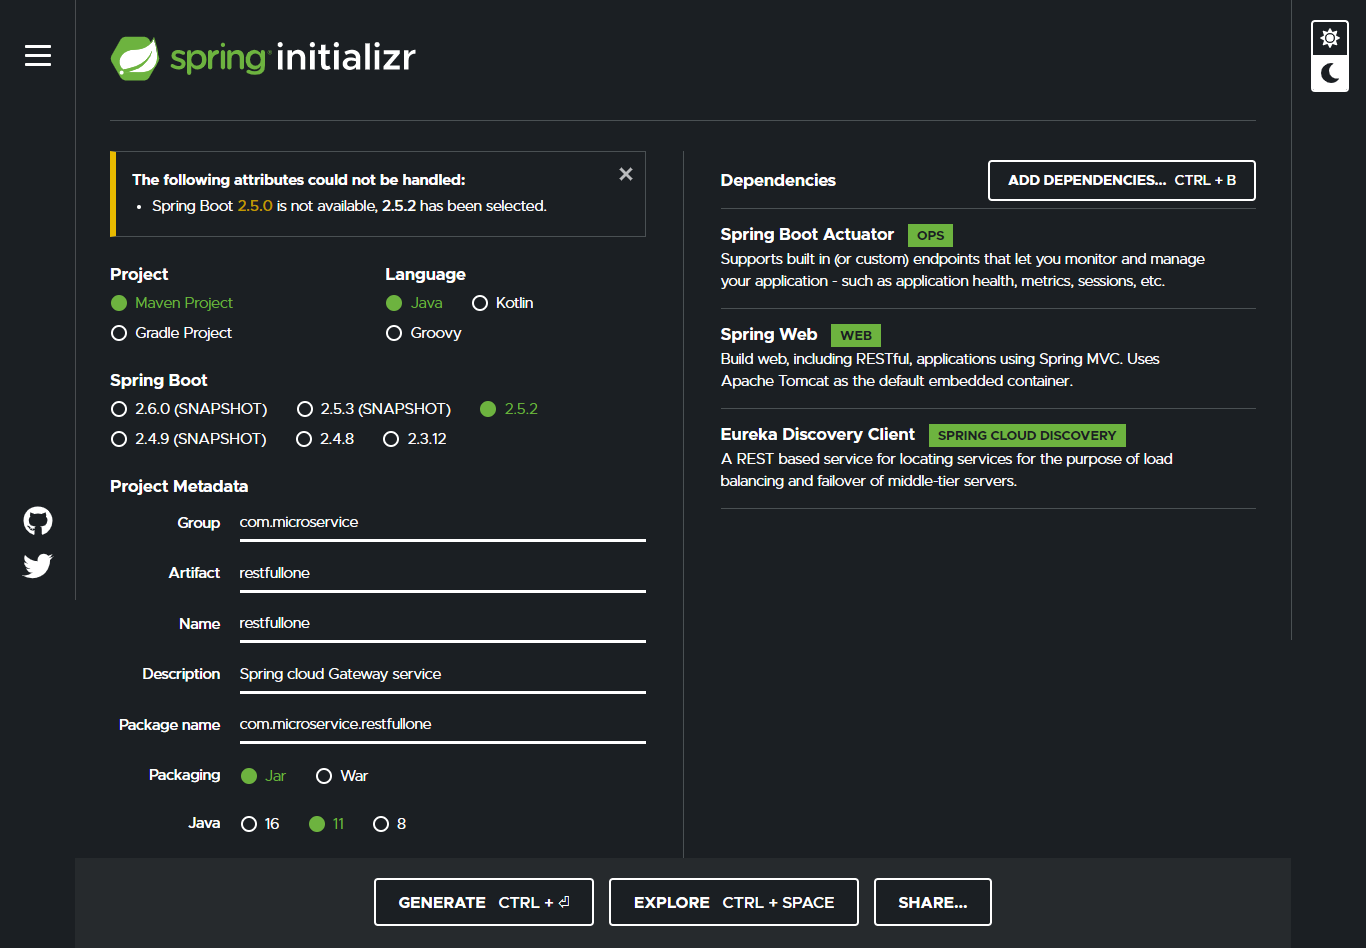 spring initializr
The following attributes could not be handled:
• Spring Boot 2.5.0 is not available, 2.5.2 has been selected.
Project
Maven Project
Gradle Project
Language
Java Kotlin
Groovy
Spring Boot
2.6.0 (SNAPSHOT) 2.5.3 (SNAPSHOT) 2.5.2
2.4.9 (SNAPSHOT) 2.4.8 2.3.12
Project Metadata
Group com.microservice
Artifact restfullone
Name restfullone
Description Spring cloud Gateway service
Package name com.microservice.restfullone
Packaging Jar War
Java 16 11 8
Dependencies ADD DEPENDENCIES... CTRL + B
Spring Boot Actuator OPS
Supports built in (or custom) endpoints that let you monitor and manage
your application - such as application health, metrics, sessions, etc.
Spring Web WEB
Build web, including RESTful, applications using Spring MVC. Uses
Apache Tomcat as the default embedded container.
Eureka Discovery Client SPRING CLOUD DISCOVERY
A REST based service for locating services for the purpose of load
balancing and failover of middle-tier servers.
GENERATE CTRL + ⏎ EXPLORE CTRL + SPACE SHARE...